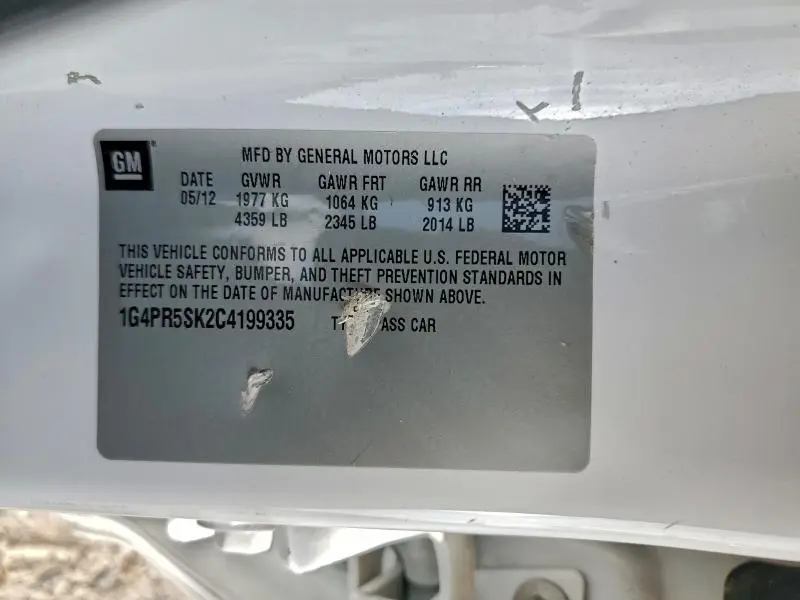 GM
MFD BY GENERAL MOTORS LLC
DATE GVWR GAWR FRT GAWR RR
05/12 1977 KG 1064 KG 913 KG
4359 LB 2345 LB 2014 LB
THIS VEHICLE CONFORMS TO ALL APPLICABLE U.S. FEDERAL MOTOR
VEHICLE SAFETY, BUMPER, AND THEFT PREVENTION STANDARDS IN
EFFECT ON THE DATE OF MANUFACT SHOWN ABOVE.
1G4PR5SK2C4199335 T ASS CAR